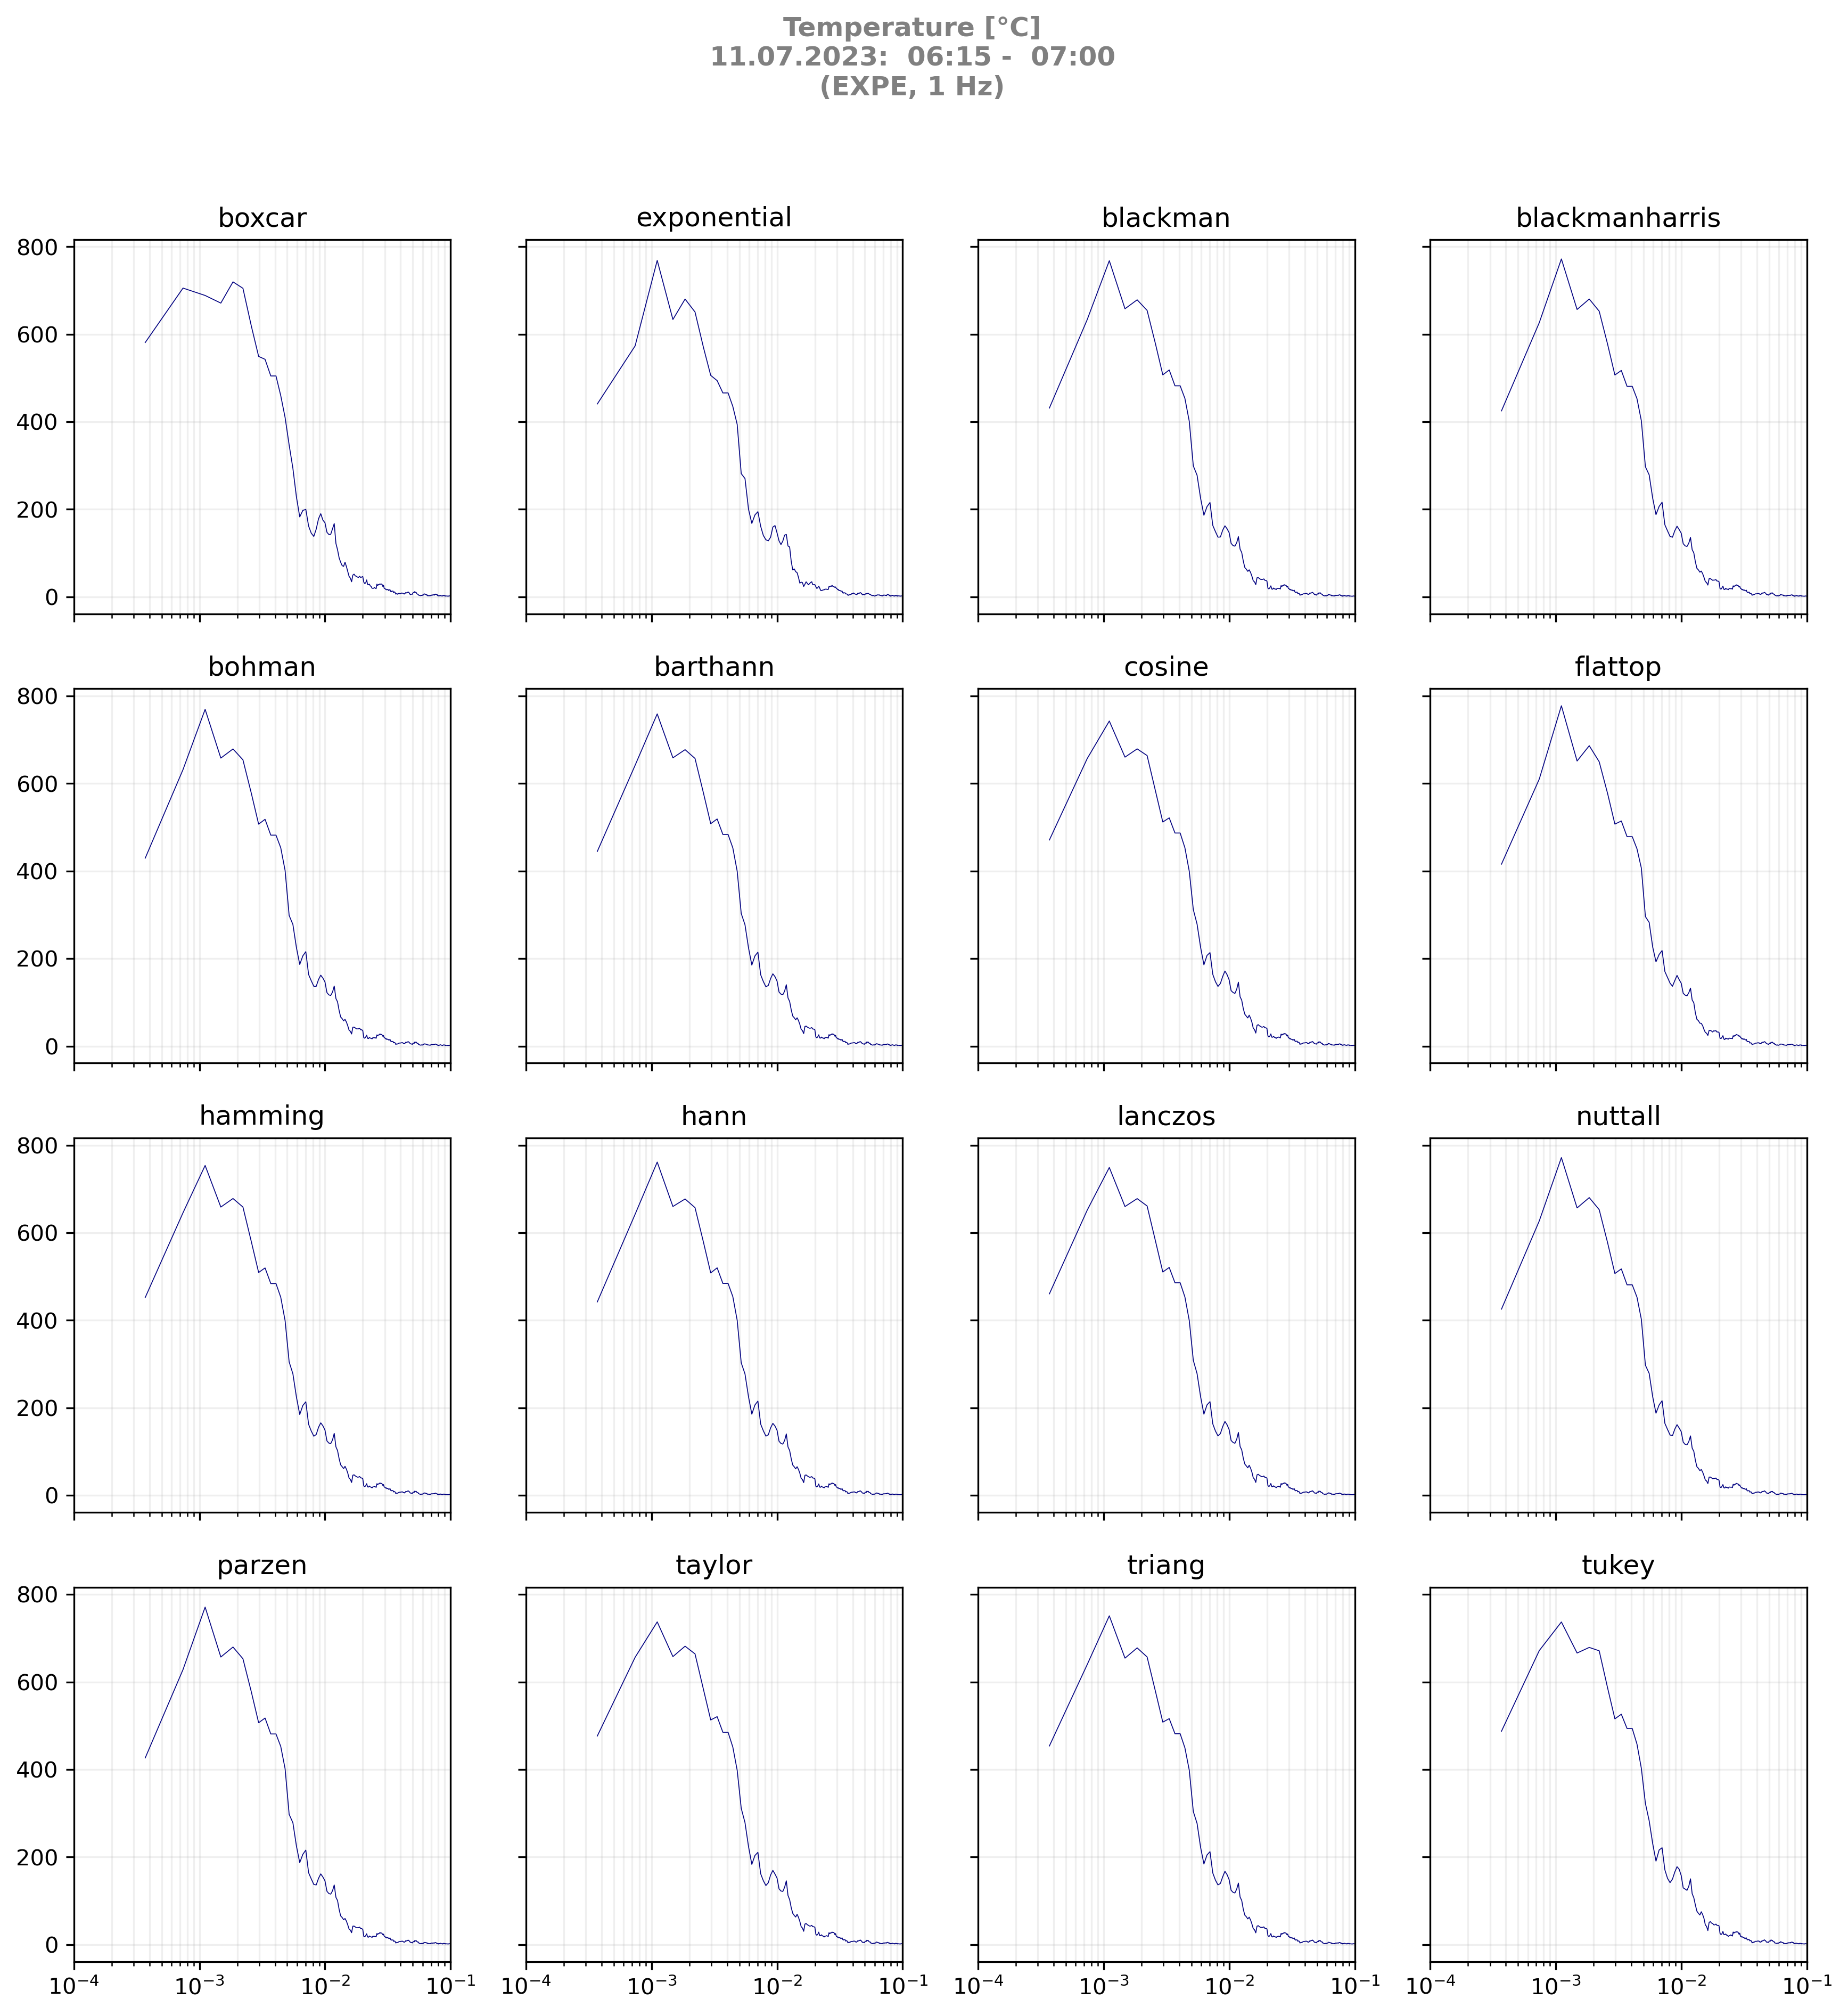 Temperature [°C]
11.07.2023:  06:15 -  07:00
(EXPE, 1 Hz)
boxcar exponential blackman blackmanharris
800
600
400
200
0
bohman barthann cosine flattop
800
600
400
200
0
hamming hann lanczos nuttall
800
600
400
200
0
parzen taylor triang tukey
800
600
400
200
0
10⁻⁴ 10⁻³ 10⁻² 10⁻¹ 10⁻⁴ 10⁻³ 10⁻² 10⁻¹ 10⁻⁴ 10⁻³ 10⁻² 10⁻¹ 10⁻⁴ 10⁻³ 10⁻² 10⁻¹